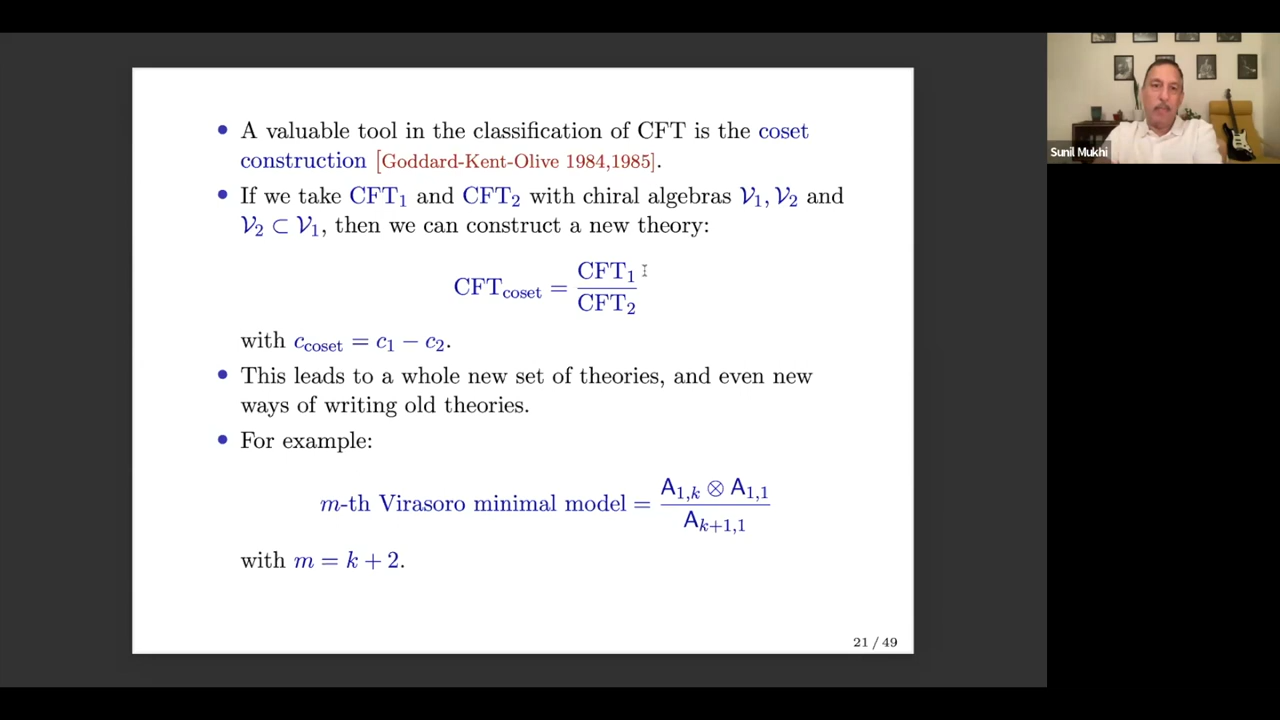 • A valuable tool in the classification of CFT is the coset
construction [Goddard-Kent-Olive 1984,1985].
• If we take CFT₁ and CFT₂ with chiral algebras 𝒱₁, 𝒱₂ and
𝒱₂ ⊂ 𝒱₁, then we can construct a new theory:
CFT_coset = CFT₁ / CFT₂
with c_coset = c₁ − c₂.
• This leads to a whole new set of theories, and even new
ways of writing old theories.
• For example:
m-th Virasoro minimal model = A_{1,k} ⊗ A_{1,1} / A_{k+1,1}
with m = k + 2.
21 / 49
Sunil Mukhi